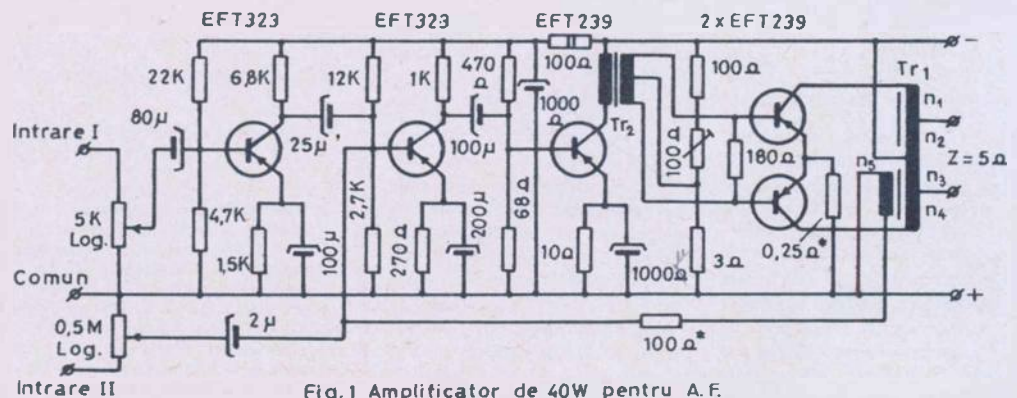 EFT323 EFT323 EFT239 2 x EFT239
22K
6,8K
12K
1K
470
Ω
100Ω
1000
Ω
100Ω
Tr1
n1
n2
Z = 5Ω
n3
n4
n5
Tr2
100Ω
180Ω
Intrare I
80µ
25µ
100µ
5K
Log.
4,7K
1,5K
100µ
2,7K
270Ω
200µ
68Ω
10Ω
1000Ω
µ
3Ω
0,25Ω*
Comun
0,5M
Log.
2µ
100Ω*
Intrare II
Fig.1 Amplificator de 40W pentru A.F.
- 
+